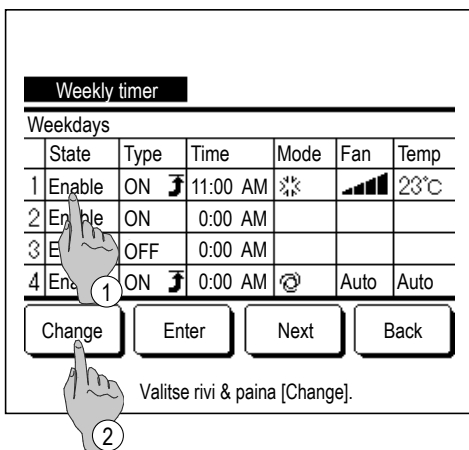 Weekly timer
Weekdays
State Type Time Mode Fan Temp
1 Enable ON 11:00 AM 23°C
2 Enable ON 0:00 AM
3 OFF 0:00 AM
4 ON 0:00 AM Auto Auto
1
Change Enter Next Back
Valitse rivi & paina [Change].
2